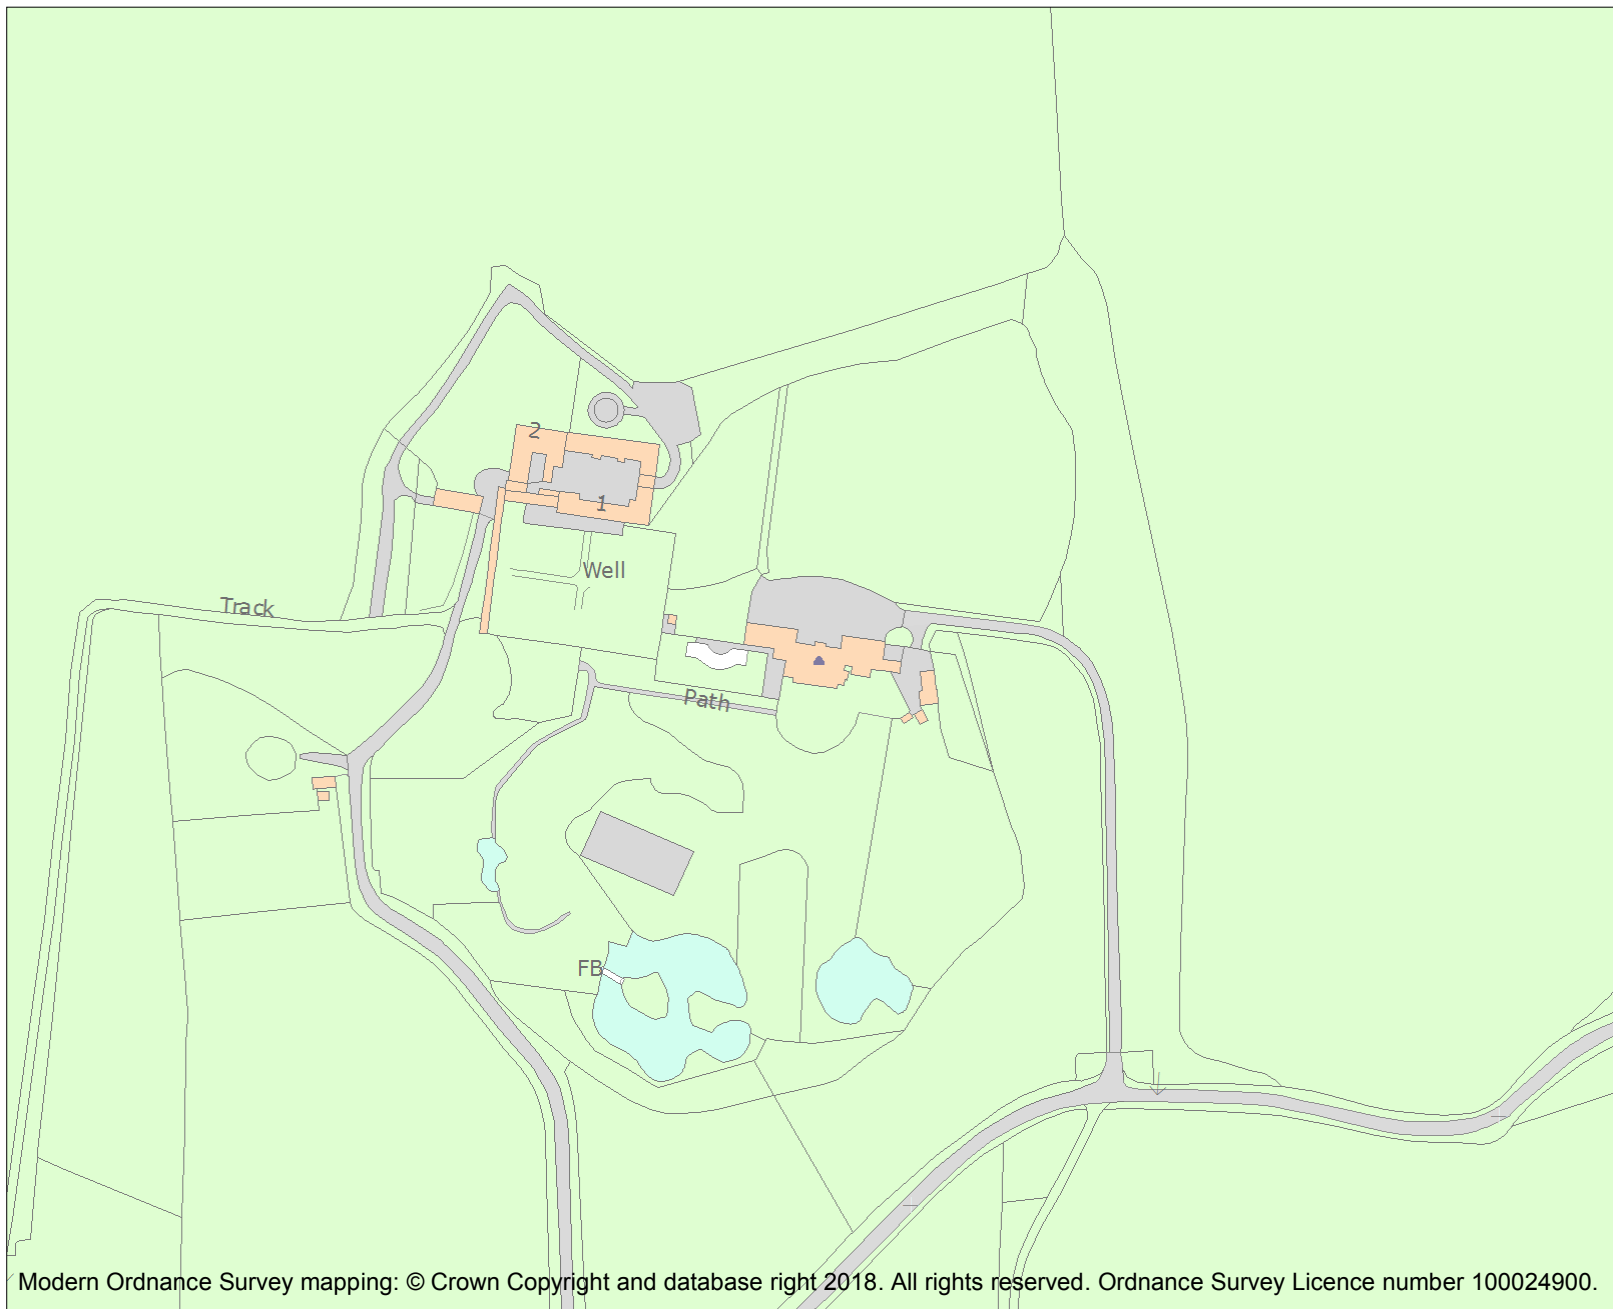 2
1
Well
Track
Path
FB
Modern Ordnance Survey mapping: © Crown Copyright and database right 2018. All rights reserved. Ordnance Survey Licence number 100024900.